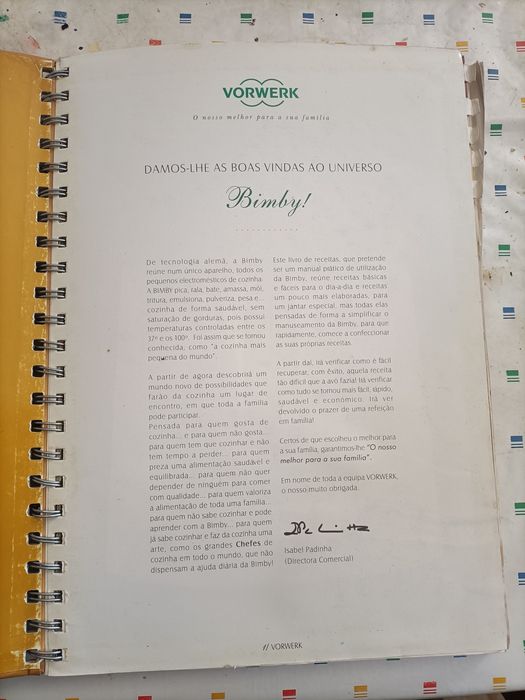 VORWERK
O nosso melhor para a sua família
DAMOS-LHE AS BOAS VINDAS AO UNIVERSO
Bimby!
De tecnologia alemã, a Bimby
reúne num único aparelho, todos os
pequenos electromésticos de cozinha.
A BIMBY pica, rala, bate, amassa, mói,
tritura, emulsiona, pulveriza, pesa e...
cozinha de forma saudável, sem
saturação de gorduras, pois possui
temperaturas controladas entre os
37º e os 100º. Foi assim que se tornou
conhecida, como "a cozinha mais
pequena do mundo".
A partir de agora descobrirá um
mundo novo de possibilidades que
farão da cozinha um lugar de
encontro, em que toda a família
pode participar.
Pensada para quem gosta de
cozinha... e para quem não gosta...
para quem tem que cozinhar e não
tem tempo a perder... para quem
preza uma alimentação saudável e
equilibrada... para quem não quer
depender de ninguém para comer
com qualidade... para quem valoriza
a alimentação de toda uma família...
para quem não sabe cozinhar e pode
aprender com a Bimby... para quem
já sabe cozinhar e faz da cozinha uma
arte, como os grandes Chefes de
cozinha em todo o mundo, que não
dispensam a ajuda diária da Bimby!
Este livro de receitas, que pretende
ser um manual prático de utilização
da Bimby, reúne receitas básicas
e fáceis para o dia-a-dia e receitas
um pouco mais elaboradas, para
um jantar especial, mas todas elas
pensadas de forma a simplificar o
manuseamento da Bimby, para que
rapidamente, comece a confeccionar
as suas próprias receitas.
A partir daí, irá verificar como é fácil
recuperar, com êxito, aquela receita
tão difícil que a avó fazia! Irá verificar
como tudo se tornou mais fácil, rápido,
saudável e económico. Irá ver
devolvido o prazer de uma refeição
em família!
Certos de que escolheu o melhor para
a sua família, garantimos-lhe "O nosso
melhor para a sua família".
Em nome de toda a equipa VORWERK,
o nosso muito obrigada.
Isabel Padinha
(Directora Comercial)
1/ VORWERK